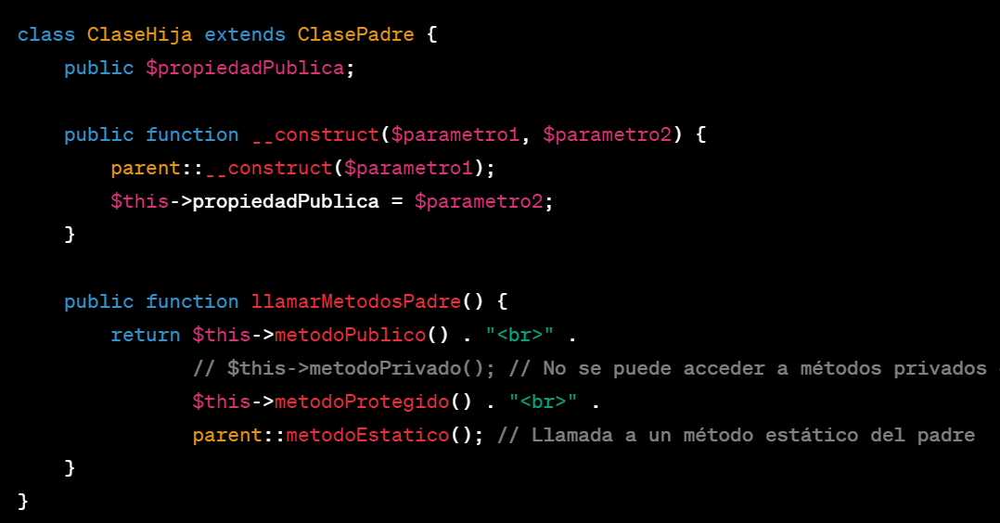 class ClaseHija extends ClasePadre {
public $propiedadPublica;
public function __construct($parametro1, $parametro2) {
parent::__construct($parametro1);
$this->propiedadPublica = $parametro2;
}
public function llamarMetodosPadre() {
return $this->metodoPublico() . "<br>" .
// $this->metodoPrivado(); // No se puede acceder a métodos privados
$this->metodoProtegido() . "<br>" .
parent::metodoEstatico(); // Llamada a un método estático del padre
}
}